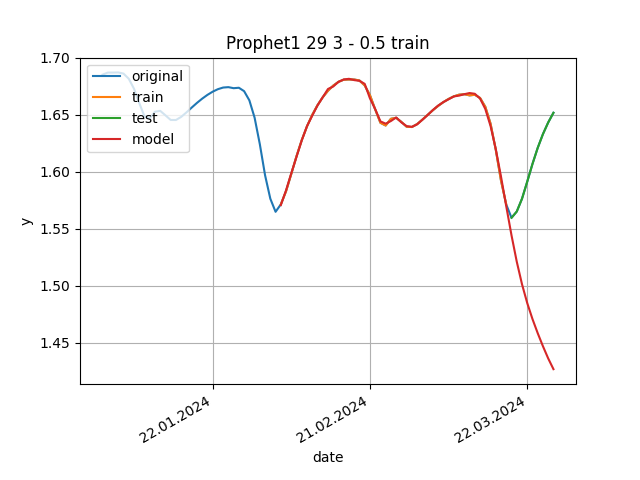 Prophet1 29 3 - 0.5 train
1.70
1.65
1.60
1.55
1.50
1.45
y
original
train
test
model
22.01.2024
21.02.2024
22.03.2024
date